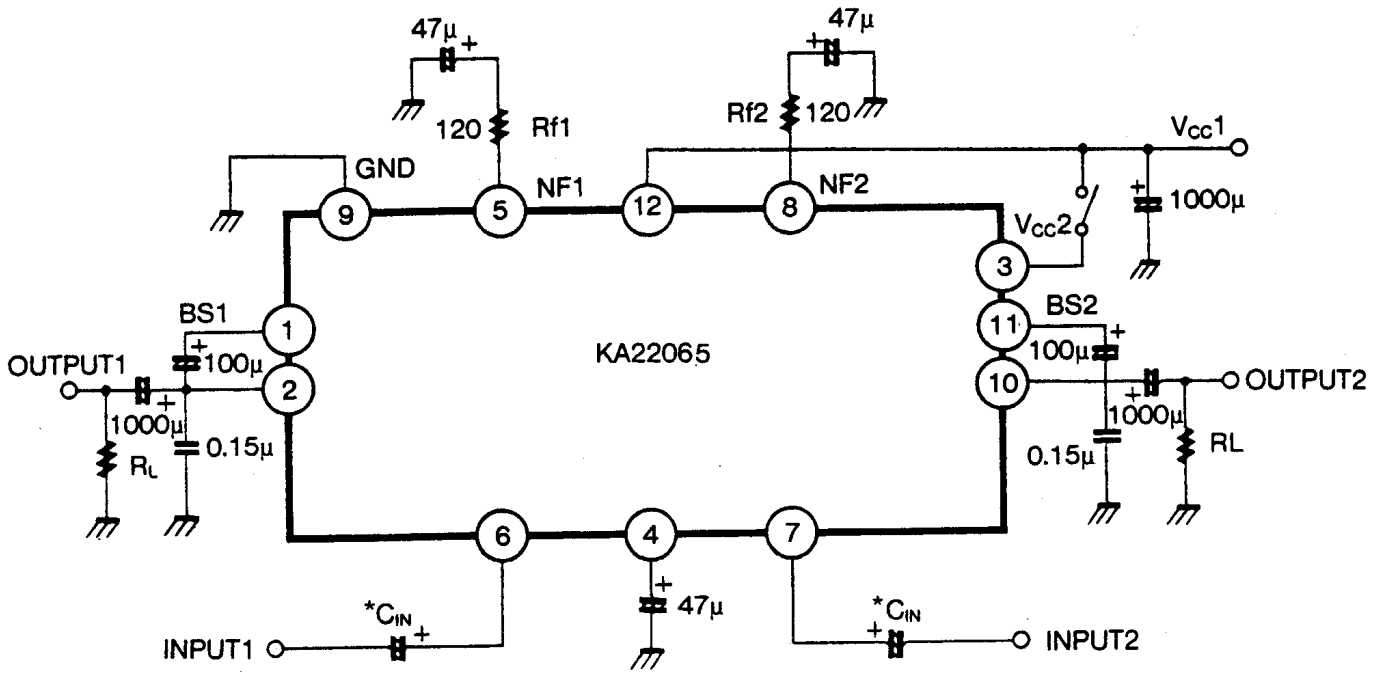 47μ
+
47μ
+
120
Rf1
Rf2
120
VCC1
GND
NF1
NF2
9
5
12
8
+
1000μ
VCC2
3
BS1
1
11
BS2
+
100μ
+
100μ
KA22065
OUTPUT1
2
10
OUTPUT2
+
1000μ
+
1000μ
RL
0.15μ
0.15μ
RL
6
4
7
+
47μ
*CIN
+
*CIN
+
INPUT1
INPUT2